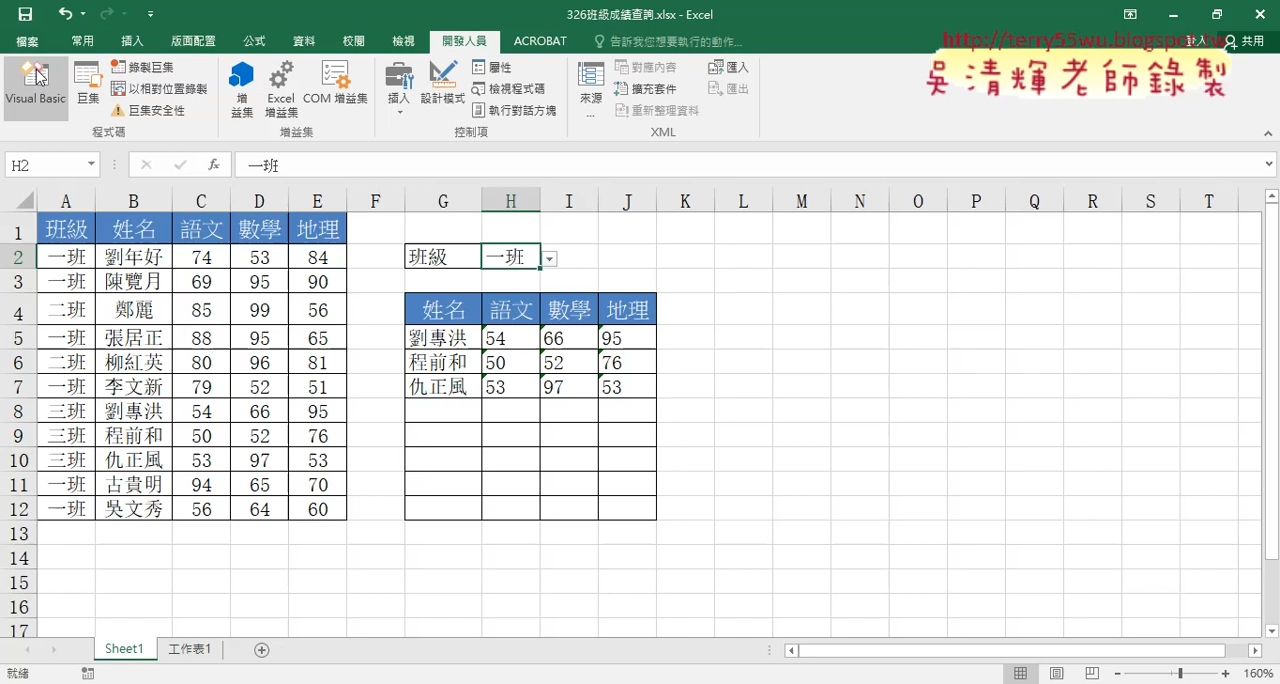 326班級成績查詢.xlsx - Excel
http://terry55wu.blogspot.tw
吳清輝老師錄製
檔案 常用 插入 版面配置 公式 資料 校閱 檢視 開發人員 ACROBAT 告訴我您想要執行的動作... 共用
Visual Basic 巨集 錄製巨集 以相對位置錄製 巨集安全性
增益集 Excel 增益集 COM 增益集
插入 設計模式 屬性 檢視程式碼 執行對話方塊
來源... 對應內容 擴充套件 重新整理資料 匯入 匯出
程式碼 增益集 控制項 XML
H2 fx 一班
A B C D E F G H I J K L M N O P Q R S T
1 班級 姓名 語文 數學 地理
2 一班 劉年好 74 53 84 班級 一班
3 一班 陳覽月 69 95 90
4 二班 鄭麗 85 99 56 姓名 語文 數學 地理
5 一班 張居正 88 95 65 劉專洪 54 66 95
6 二班 柳紅英 80 96 81 程前和 50 52 76
7 一班 李文新 79 52 51 仇正風 53 97 53
8 三班 劉專洪 54 66 95
9 三班 程前和 50 52 76
10 三班 仇正風 53 97 53
11 一班 古貴明 94 65 70
12 一班 吳文秀 56 64 60
13
14
15
16
17
Sheet1 工作表1
就緒 160%